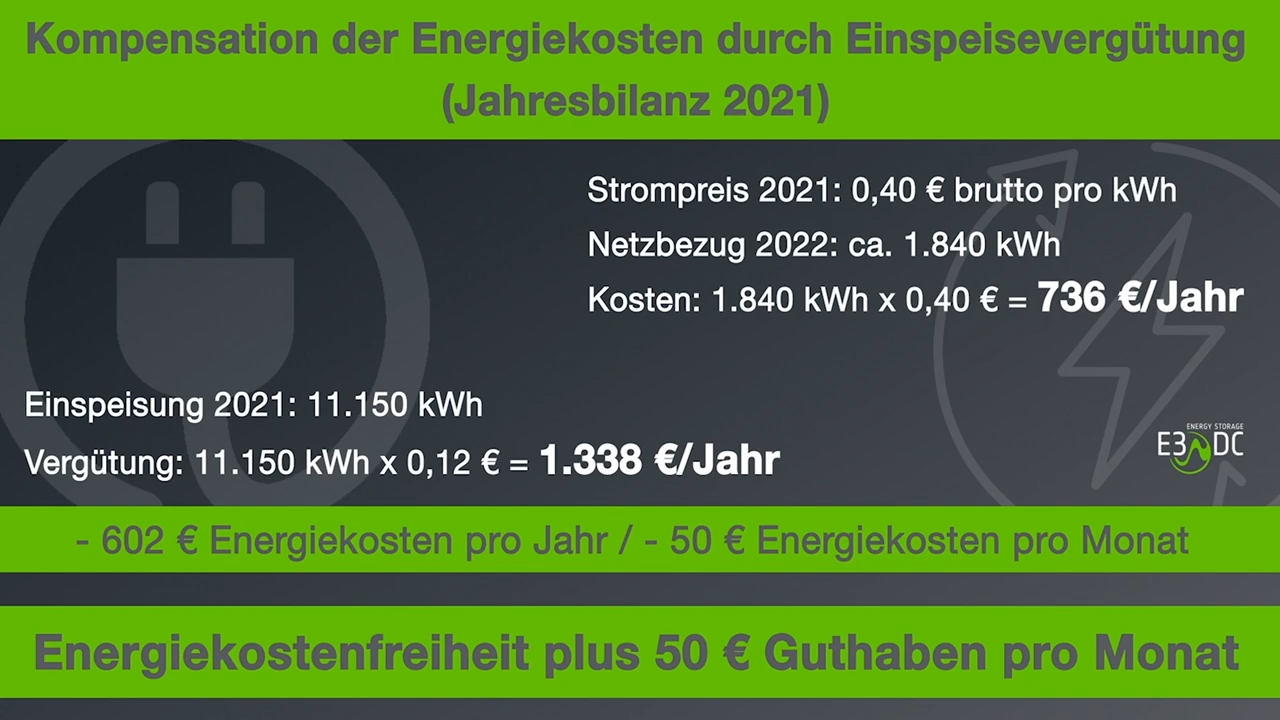 Kompensation der Energiekosten durch Einspeisevergütung
(Jahresbilanz 2021)
Strompreis 2021: 0,40 € brutto pro kWh
Netzbezug 2022: ca. 1.840 kWh
Kosten: 1.840 kWh x 0,40 € = 736 €/Jahr
Einspeisung 2021: 11.150 kWh
Vergütung: 11.150 kWh x 0,12 € = 1.338 €/Jahr
ENERGY STORAGE
E3 DC
- 602 € Energiekosten pro Jahr / - 50 € Energiekosten pro Monat
Energiekostenfreiheit plus 50 € Guthaben pro Monat